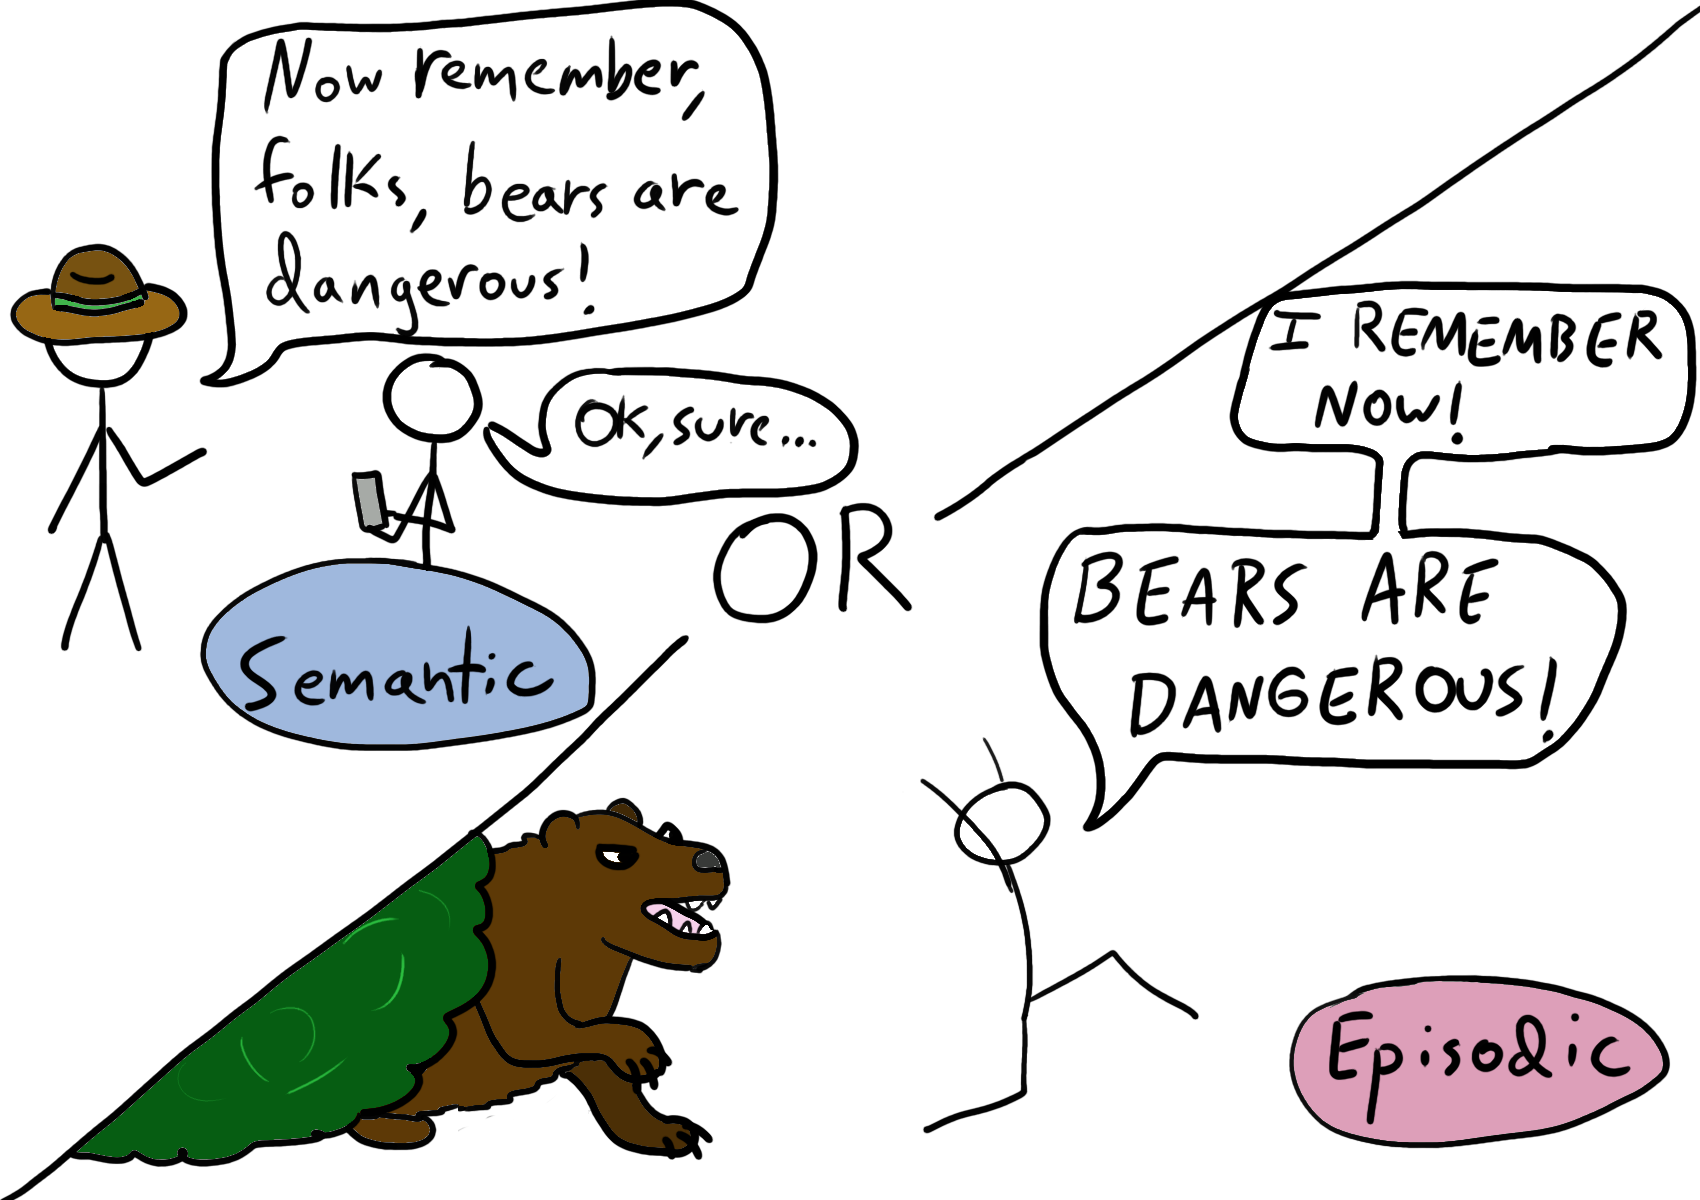 Now remember,
folks, bears are
dangerous!
OK, sure...
Semantic
OR
I REMEMBER
NOW!
BEARS ARE
DANGEROUS!
Episodic